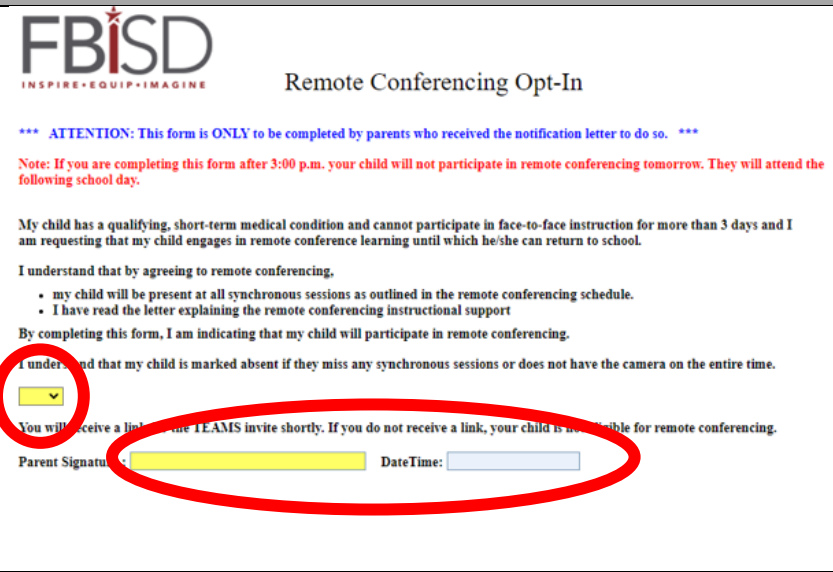 FBISD
INSPIRE•EQUIP•IMAGINE
Remote Conferencing Opt-In
*** ATTENTION: This form is ONLY to be completed by parents who received the notification letter to do so. ***
Note: If you are completing this form after 3:00 p.m. your child will not participate in remote conferencing tomorrow. They will attend the
following school day.
My child has a qualifying, short-term medical condition and cannot participate in face-to-face instruction for more than 3 days and I
am requesting that my child engages in remote conference learning until which he/she can return to school.
I understand that by agreeing to remote conferencing,
• my child will be present at all synchronous sessions as outlined in the remote conferencing schedule.
• I have read the letter explaining the remote conferencing instructional support
By completing this form, I am indicating that my child will participate in remote conferencing.
I understand that my child is marked absent if they miss any synchronous sessions or does not have the camera on the entire time.
You will receive a link the TEAMS invite shortly. If you do not receive a link, your child is not eligible for remote conferencing.
Parent Signature: DateTime: